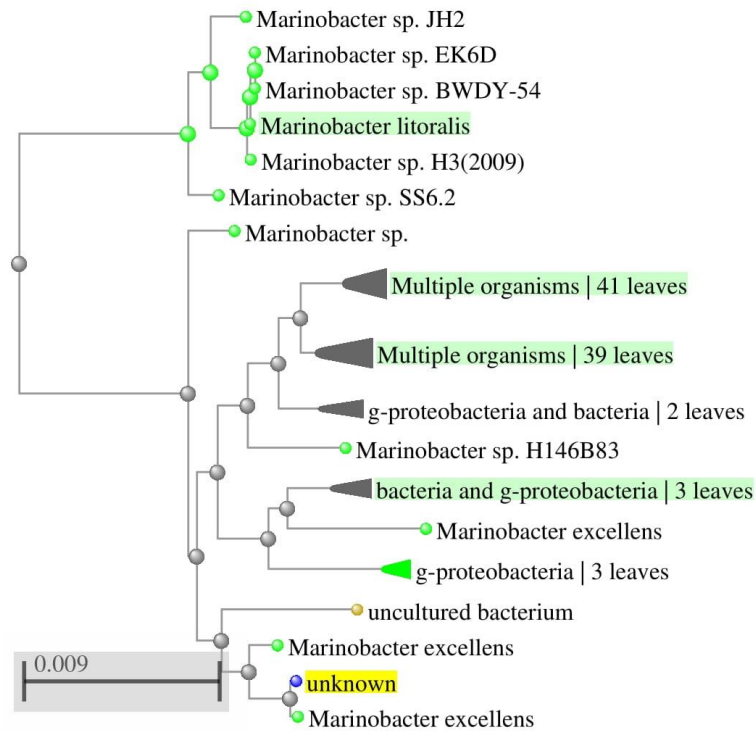 Marinobacter sp. JH2
Marinobacter sp. EK6D
Marinobacter sp. BWDY-54
Marinobacter litoralis
Marinobacter sp. H3(2009)
Marinobacter sp. SS6.2
Marinobacter sp.
Multiple organisms | 41 leaves
Multiple organisms | 39 leaves
g-proteobacteria and bacteria | 2 leaves
Marinobacter sp. H146B83
bacteria and g-proteobacteria | 3 leaves
Marinobacter excellens
g-proteobacteria | 3 leaves
uncultured bacterium
Marinobacter excellens
0.009
unknown
Marinobacter excellens